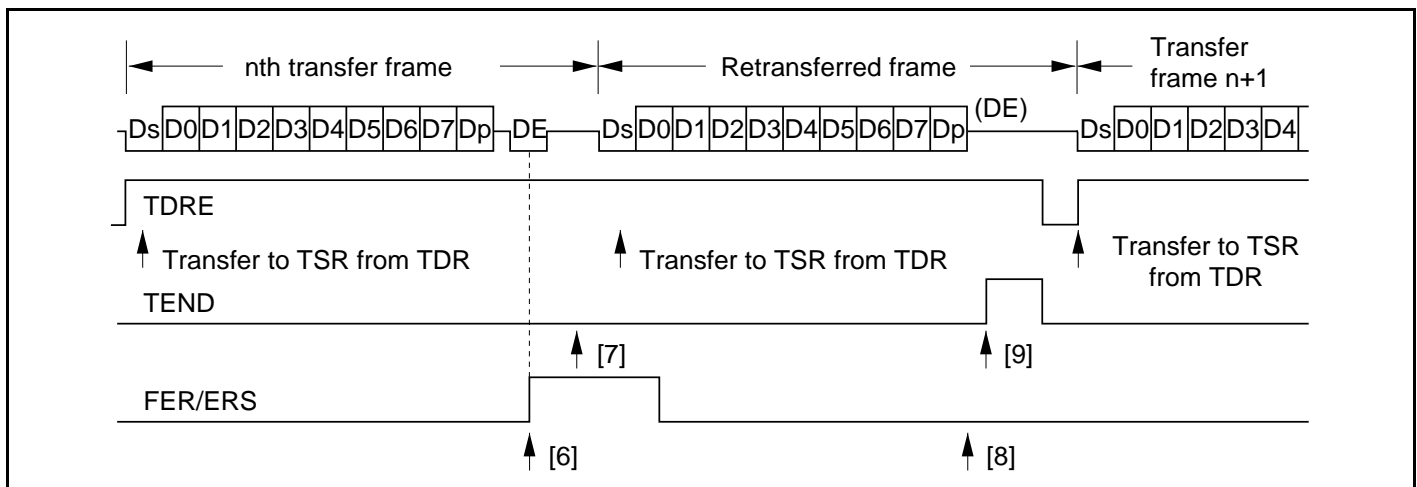 nth transfer frame
Retransferred frame
Transfer
frame n+1
Ds D0 D1 D2 D3 D4 D5 D6 D7 Dp DE
Ds D0 D1 D2 D3 D4 D5 D6 D7 Dp
(DE)
Ds D0 D1 D2 D3 D4
TDRE
Transfer to TSR from TDR
Transfer to TSR from TDR
Transfer to TSR
from TDR
TEND
[7]
[9]
FER/ERS
[6]
[8]